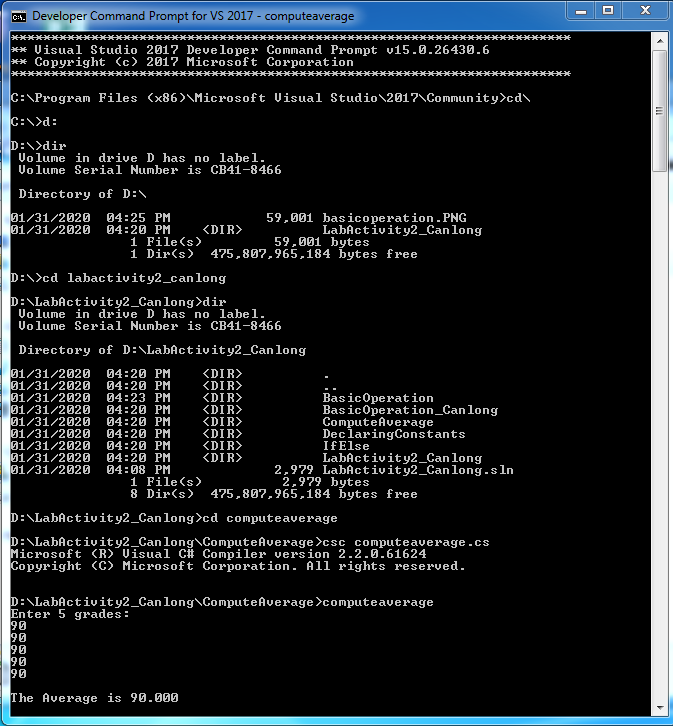 Developer Command Prompt for VS 2017 - computeaverage
**********************************************************************
** Visual Studio 2017 Developer Command Prompt v15.0.26430.6
** Copyright (c) 2017 Microsoft Corporation
**********************************************************************
C:\Program Files (x86)\Microsoft Visual Studio\2017\Community>cd\
C:\>d:
D:\>dir
 Volume in drive D has no label.
 Volume Serial Number is CB41-8466
 Directory of D:\
01/31/2020  04:25 PM            59,001 basicoperation.PNG
01/31/2020  04:20 PM    <DIR>          LabActivity2_Canlong
               1 File(s)         59,001 bytes
               1 Dir(s)  475,807,965,184 bytes free
D:\>cd labactivity2_canlong
D:\LabActivity2_Canlong>dir
 Volume in drive D has no label.
 Volume Serial Number is CB41-8466
 Directory of D:\LabActivity2_Canlong
01/31/2020  04:20 PM    <DIR>          .
01/31/2020  04:20 PM    <DIR>          ..
01/31/2020  04:23 PM    <DIR>          BasicOperation
01/31/2020  04:20 PM    <DIR>          BasicOperation_Canlong
01/31/2020  04:20 PM    <DIR>          ComputeAverage
01/31/2020  04:20 PM    <DIR>          DeclaringConstants
01/31/2020  04:20 PM    <DIR>          IfElse
01/31/2020  04:20 PM    <DIR>          LabActivity2_Canlong
01/31/2020  04:08 PM             2,979 LabActivity2_Canlong.sln
               1 File(s)          2,979 bytes
               8 Dir(s)  475,807,965,184 bytes free
D:\LabActivity2_Canlong>cd computeaverage
D:\LabActivity2_Canlong\ComputeAverage>csc computeaverage.cs
Microsoft (R) Visual C# Compiler version 2.2.0.61624
Copyright (C) Microsoft Corporation. All rights reserved.
D:\LabActivity2_Canlong\ComputeAverage>computeaverage
Enter 5 grades:
90
90
90
90
90
The Average is 90.000